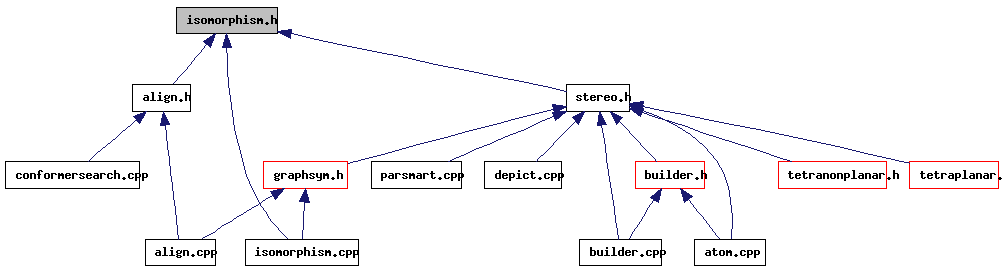 isomorphism.h
align.h
stereo.h
conformersearch.cpp
graphsym.h
parsmart.cpp
depict.cpp
builder.h
tetranonplanar.h
tetraplanar.
align.cpp
isomorphism.cpp
builder.cpp
atom.cpp